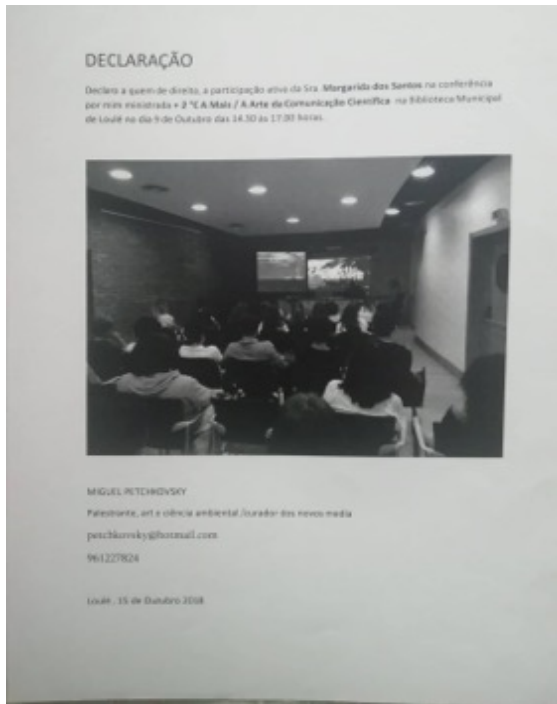 DECLARAÇÃO
Declaro a quem de direito, a participação ativa da Sra. Margarida dos Santos na conferência
por mim ministrada + 2 °C A Mais / A Arte da Comunicação Científica na Biblioteca Municipal
de Loulé no dia 9 de Outubro das 14.30 às 17.00 horas.
MIGUEL PETCHKOVSKY
Palestrante, art e ciência ambiental /curador dos novos media
petchkovsky@hotmail.com
961227824
Loulé , 15 de Outubro 2018